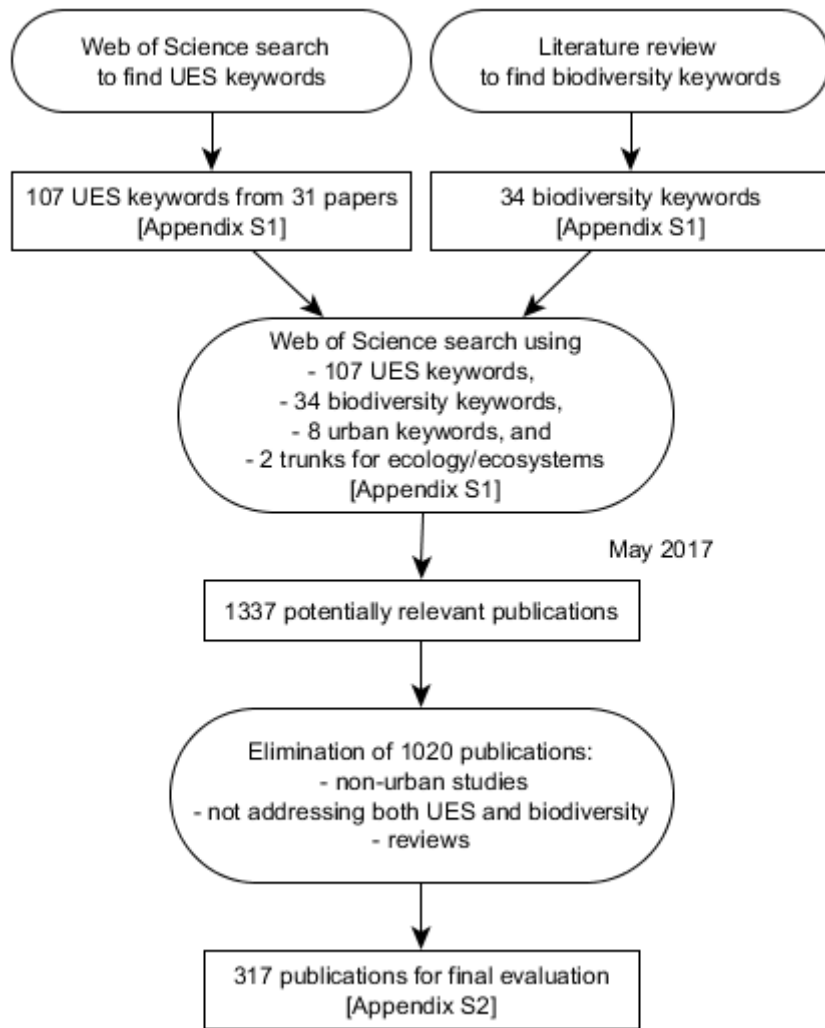 Web of Science search
to find UES keywords
Literature review
to find biodiversity keywords
107 UES keywords from 31 papers
[Appendix S1]
34 biodiversity keywords
[Appendix S1]
Web of Science search using
- 107 UES keywords,
- 34 biodiversity keywords,
- 8 urban keywords, and
- 2 trunks for ecology/ecosystems
[Appendix S1]
May 2017
1337 potentially relevant publications
Elimination of 1020 publications:
- non-urban studies
- not addressing both UES and biodiversity
- reviews
317 publications for final evaluation
[Appendix S2]